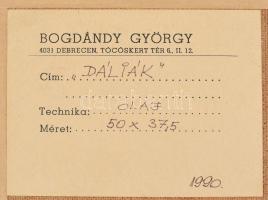 BOGDÁNDY GYÖRGY
4031 DEBRECEN, TÓCÓSKERT TÉR 6. II. 12.
Cím: „DÁLIÁK"
Technika: OLAJ
Méret: 50 x 37,5
1990.